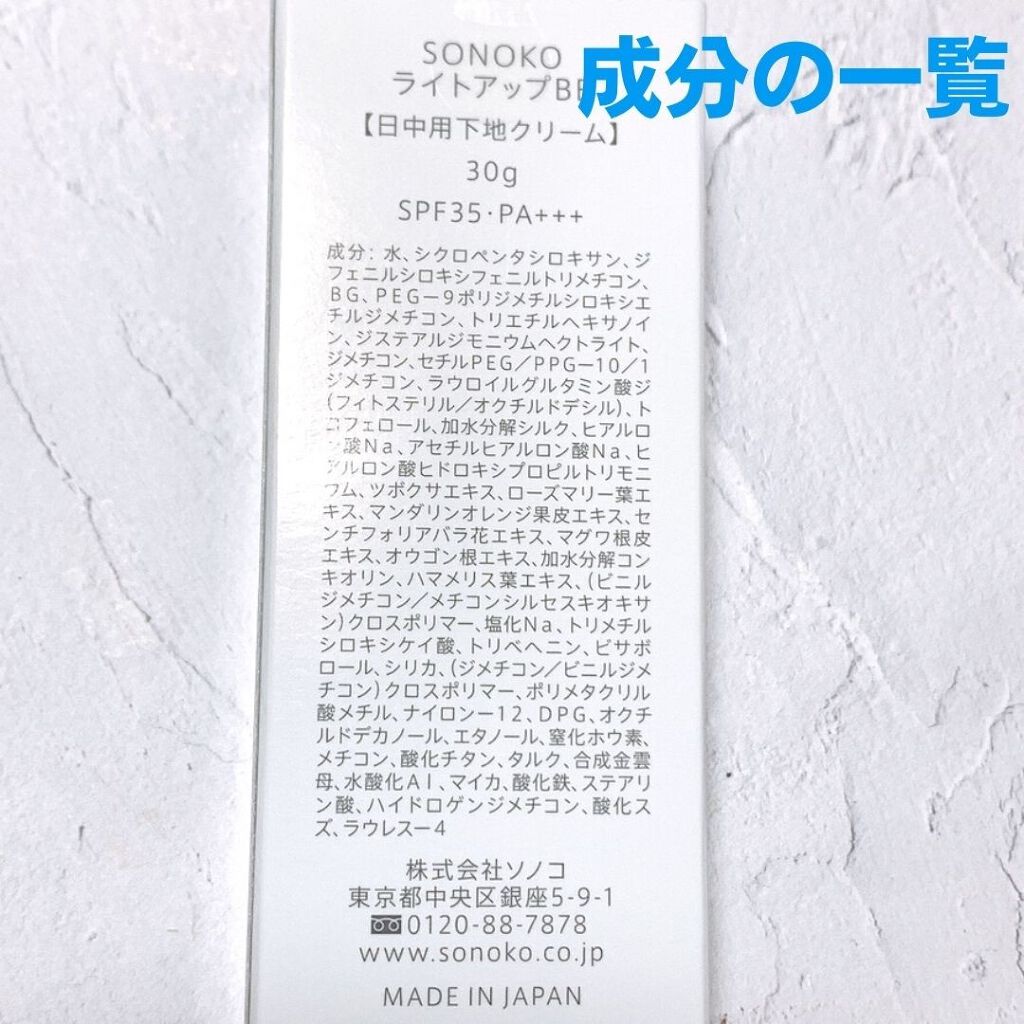 成分の一覧
SONOKO
ライトアップBB
【日中用下地クリーム】
30g
SPF35・PA+++
成分：水、シクロペンタシロキサン、ジ
フェニルシロキシフェニルトリメチコン、
BG、PEG－9ポリジメチルシロキシエ
チルジメチコン、トリエチルヘキサノイ
ン、ジステアルジモニウムヘクトライト、
ジメチコン、セチルPEG／PPG－10／1
ジメチコン、ラウロイルグルタミン酸ジ
（フィトステリル／オクチルドデシル）、ト
コフェロール、加水分解シルク、ヒアルロ
ン酸Na、アセチルヒアルロン酸Na、ヒ
アルロン酸ヒドロキシプロピルトリモニ
ウム、ツボクサエキス、ローズマリー葉エ
キス、マンダリンオレンジ果皮エキス、セ
ンチフォリアバラ花エキス、マグワ根皮
エキス、オウゴン根エキス、加水分解コン
キオリン、ハマメリス葉エキス、（ビニル
ジメチコン／メチコンシルセスキオキサ
ン）クロスポリマー、塩化Na、トリメチル
シロキシケイ酸、トリベヘニン、ビサボ
ロール、シリカ、（ジメチコン／ビニルジメ
チコン）クロスポリマー、ポリメタクリル
酸メチル、ナイロン－12、DPG、オクチ
ルドデカノール、エタノール、窒化ホウ素、
メチコン、酸化チタン、タルク、合成金雲
母、水酸化Al、マイカ、酸化鉄、ステアリ
ン酸、ハイドロゲンジメチコン、酸化ス
ズ、ラウレス－4
株式会社ソノコ
東京都中央区銀座5-9-1
0120-88-7878
www.sonoko.co.jp
MADE IN JAPAN